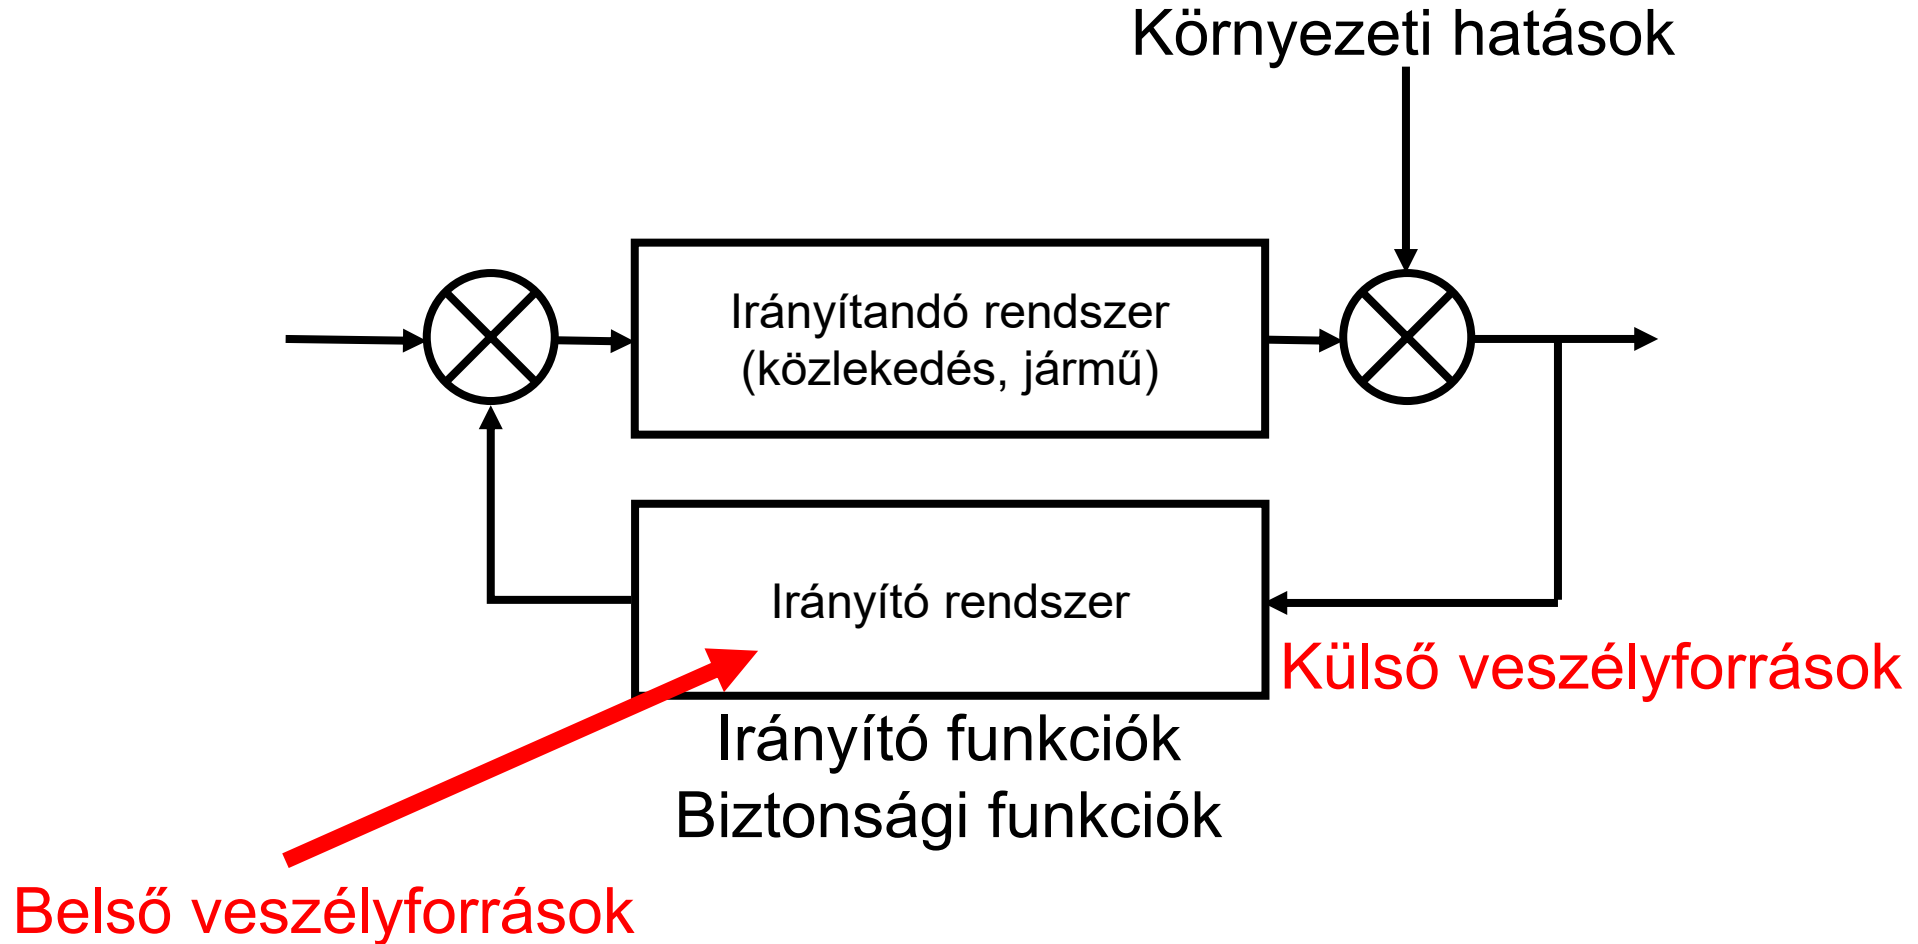 Környezeti hatások
Irányítandó rendszer
(közlekedés, jármű)
Irányító rendszer
Külső veszélyforrások
Irányító funkciók
Biztonsági funkciók
Belső veszélyforrások